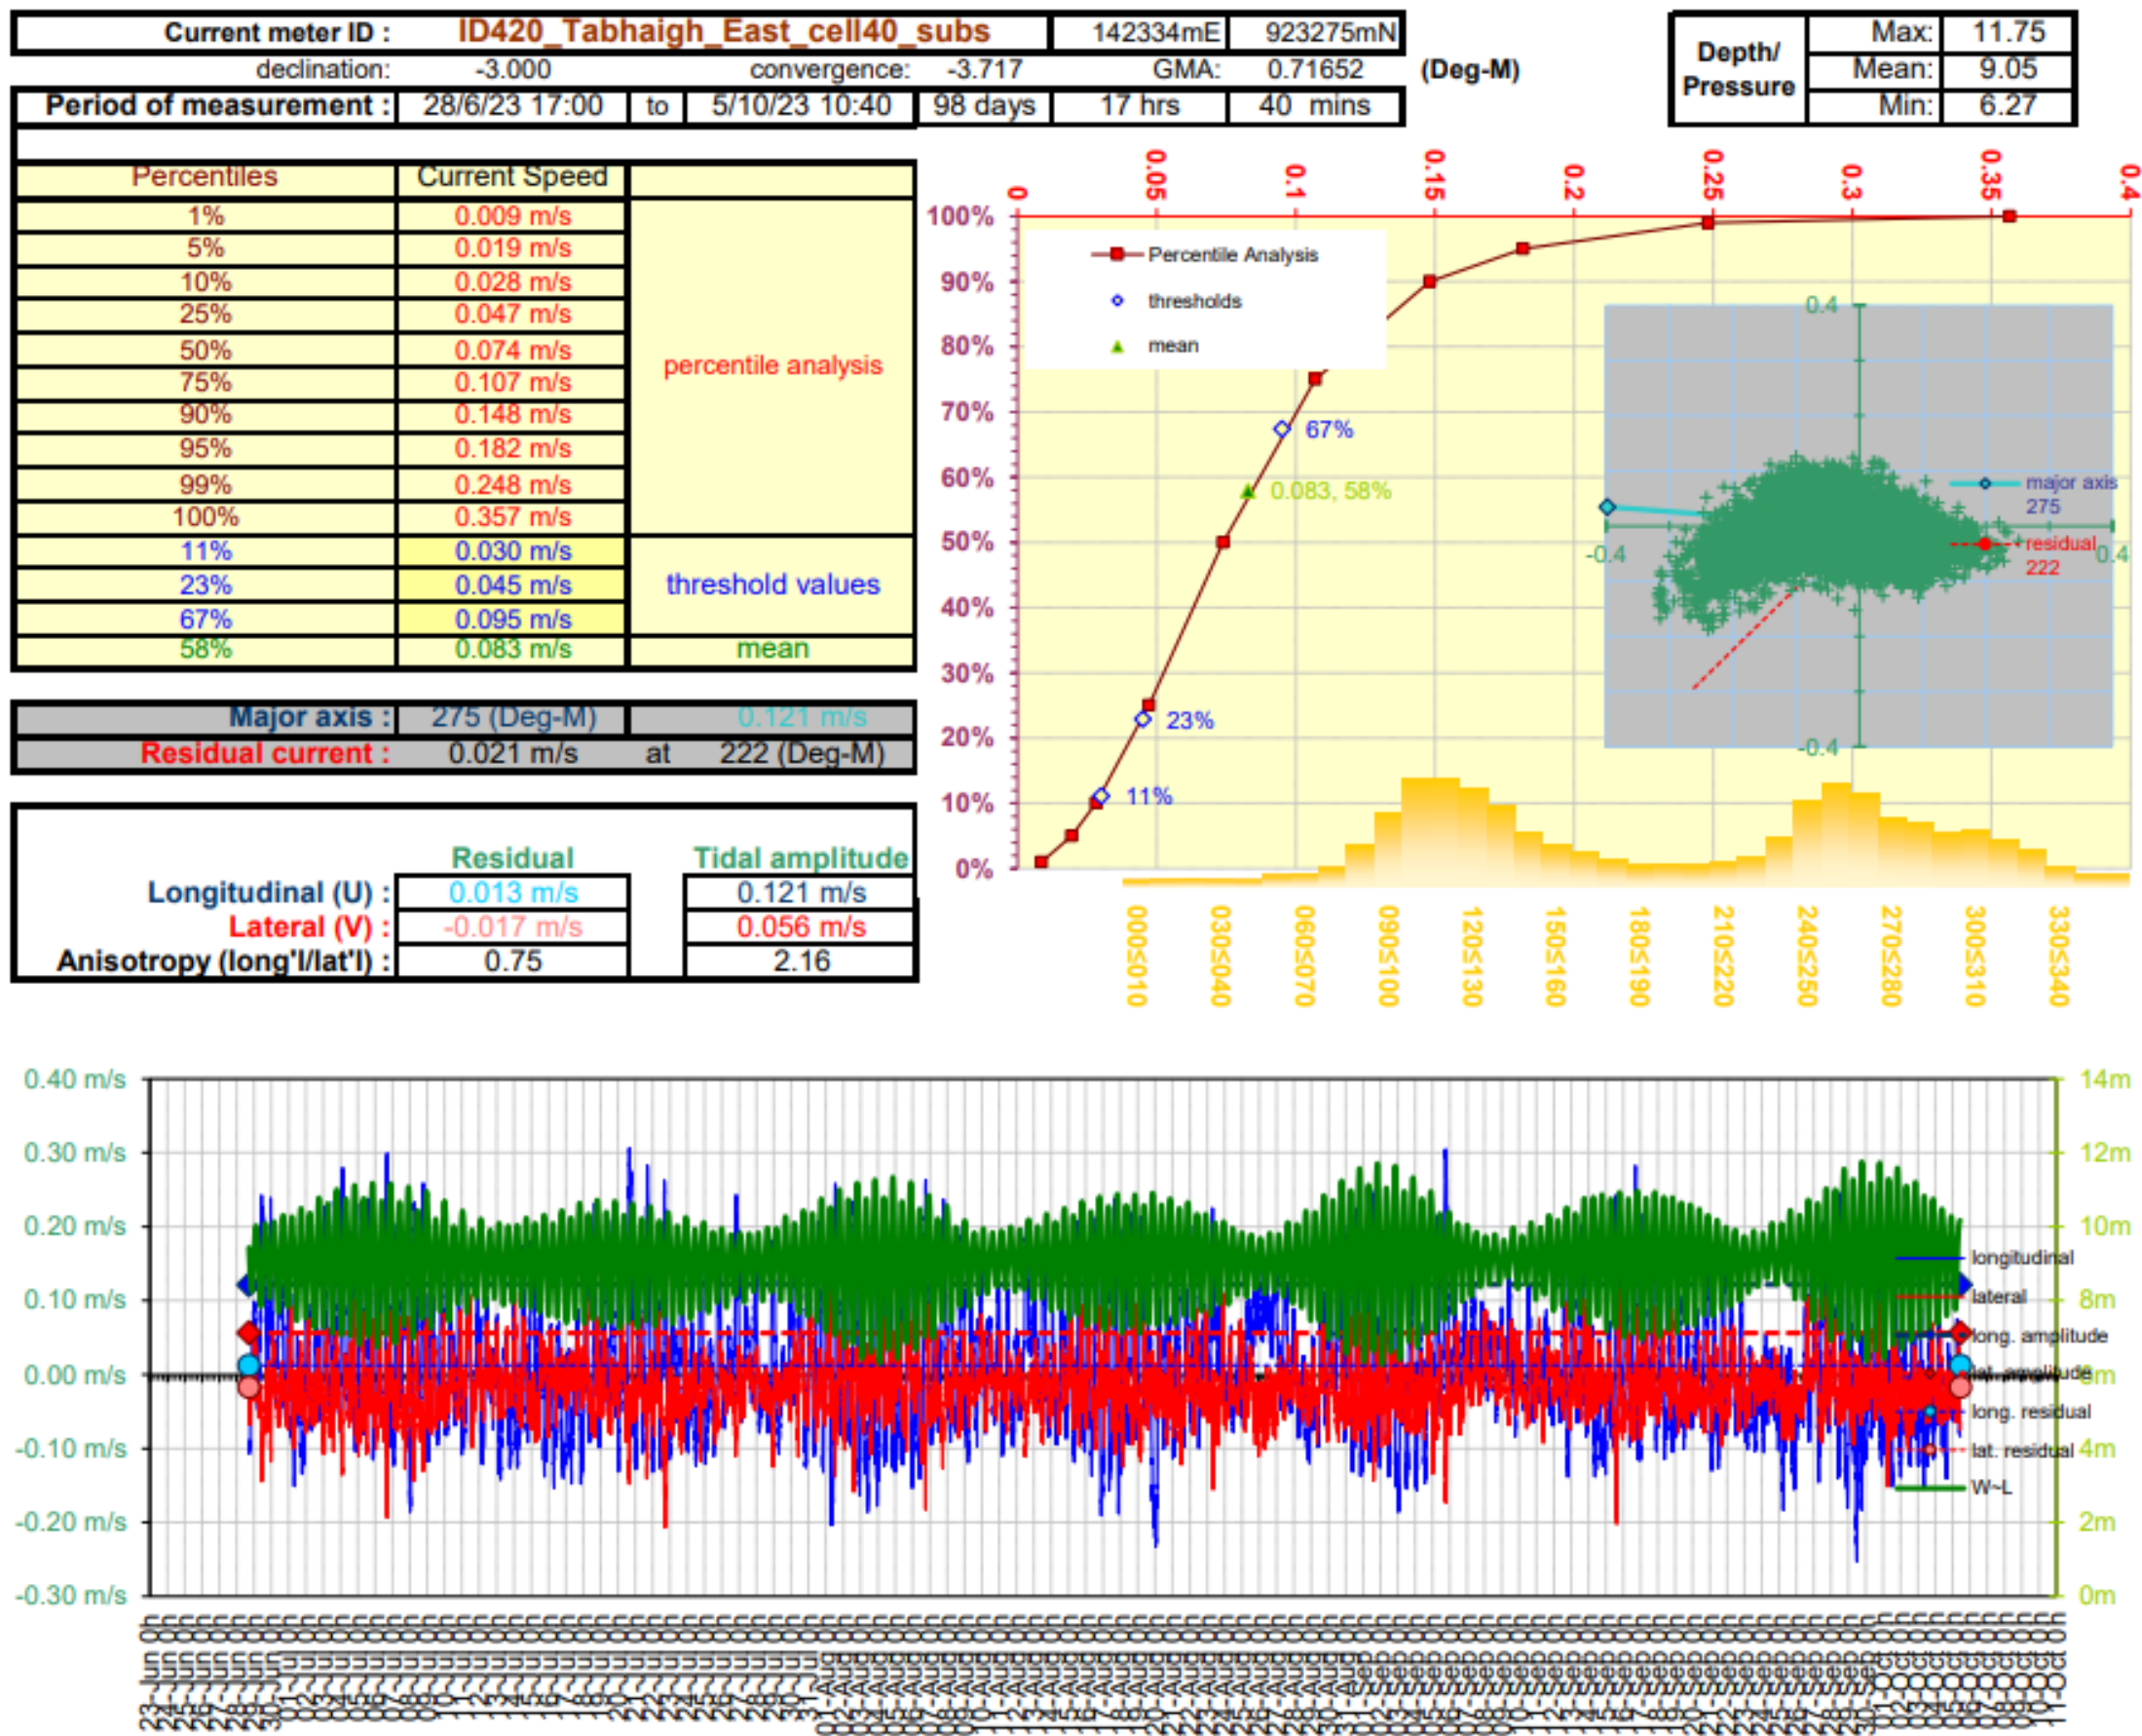 Current meter ID : ID420_Tabhaigh_East_cell40_subs 142334mE 923275mN
declination: -3.000 convergence: -3.717 GMA: 0.71652 (Deg-M)
Period of measurement : 28/6/23 17:00 to 5/10/23 10:40 98 days 17 hrs 40 mins
Depth/ Pressure
Max: 11.75
Mean: 9.05
Min: 6.27
Percentiles Current Speed
1% 0.009 m/s
5% 0.019 m/s
10% 0.028 m/s
25% 0.047 m/s
50% 0.074 m/s
75% 0.107 m/s
90% 0.148 m/s
95% 0.182 m/s
99% 0.248 m/s
100% 0.357 m/s
percentile analysis
11% 0.030 m/s
23% 0.045 m/s
67% 0.095 m/s
threshold values
58% 0.083 m/s mean
Major axis : 275 (Deg-M) 0.121 m/s
Residual current : 0.021 m/s at 222 (Deg-M)
Residual Tidal amplitude
Longitudinal (U) : 0.013 m/s 0.121 m/s
Lateral (V) : -0.017 m/s 0.056 m/s
Anisotropy (long'l/lat'l) : 0.75 2.16
0 0.05 0.1 0.15 0.2 0.25 0.3 0.35 0.4
100%
90%
80%
70%
60%
50%
40%
30%
20%
10%
0%
Percentile Analysis
thresholds
mean
67%
0.083, 58%
23%
11%
0.4
-0.4
0.4
-0.4
major axis
275
residual
222
000≤010 030≤040 060≤070 090≤100 120≤130 150≤160 180≤190 210≤220 240≤250 270≤280 300≤310 330≤340
0.40 m/s
0.30 m/s
0.20 m/s
0.10 m/s
0.00 m/s
-0.10 m/s
-0.20 m/s
-0.30 m/s
14m
12m
10m
8m
6m
4m
2m
0m
longitudinal
lateral
long. amplitude
lat. amplitude
long. residual
lat. residual
W~L